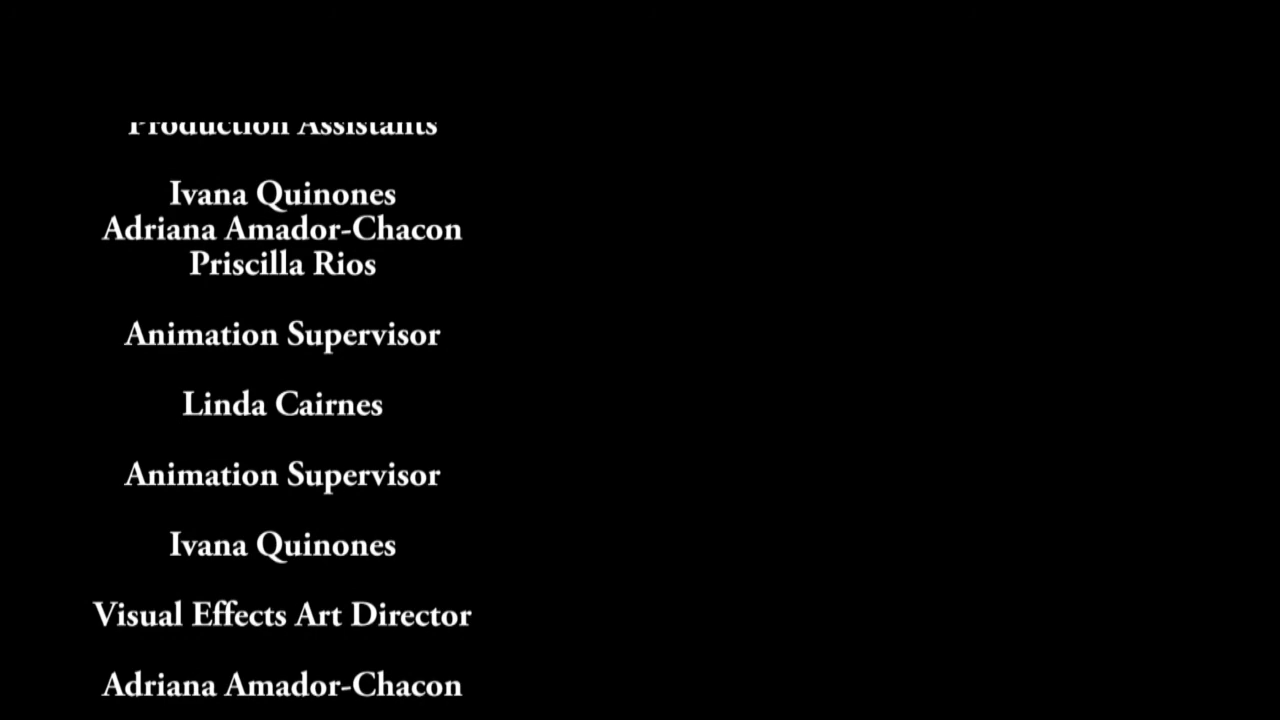 Production Assistants
Ivana Quinones
Adriana Amador-Chacon
Priscilla Rios
Animation Supervisor
Linda Cairnes
Animation Supervisor
Ivana Quinones
Visual Effects Art Director
Adriana Amador-Chacon